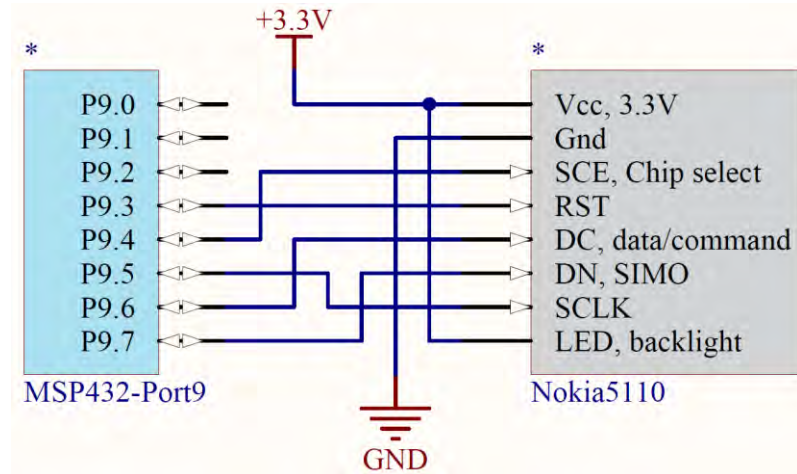 +3.3V
*
*
P9.0
P9.1
P9.2
P9.3
P9.4
P9.5
P9.6
P9.7
MSP432-Port9
Vcc, 3.3V
Gnd
SCE, Chip select
RST
DC, data/command
DN, SIMO
SCLK
LED, backlight
Nokia5110
GND